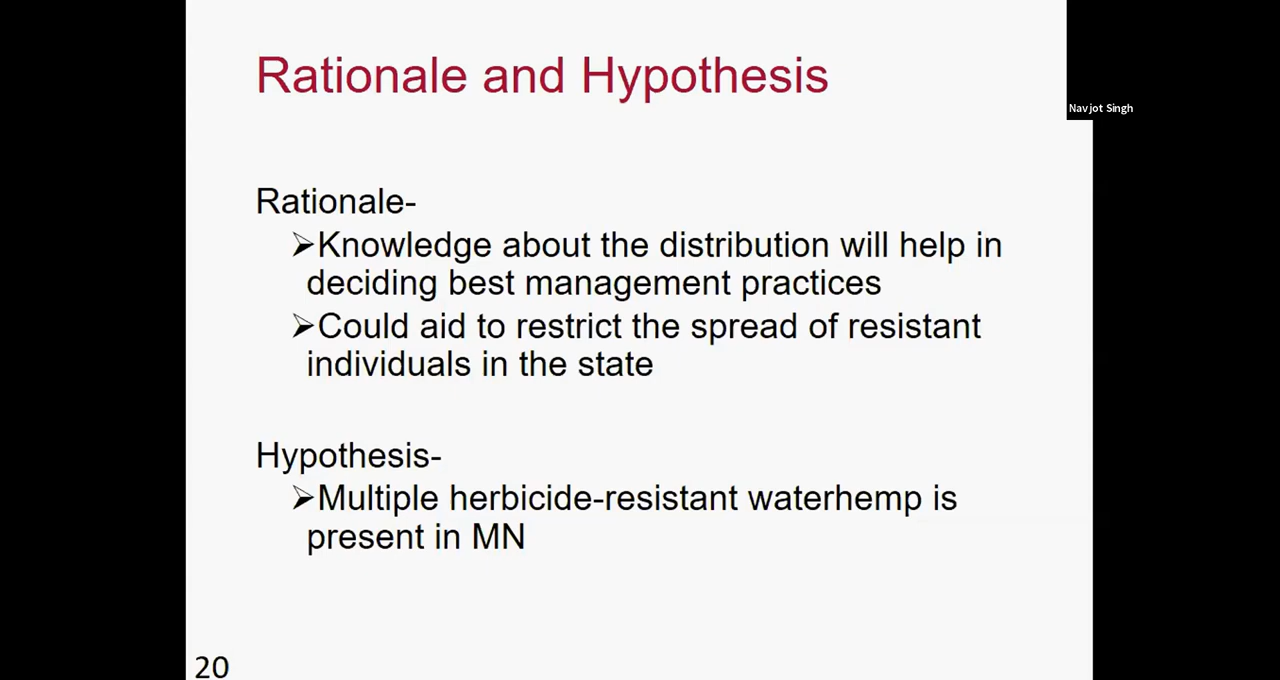 Rationale and Hypothesis
Navjot Singh
Rationale-
➢Knowledge about the distribution will help in
deciding best management practices
➢Could aid to restrict the spread of resistant
individuals in the state
Hypothesis-
➢Multiple herbicide-resistant waterhemp is
present in MN
20